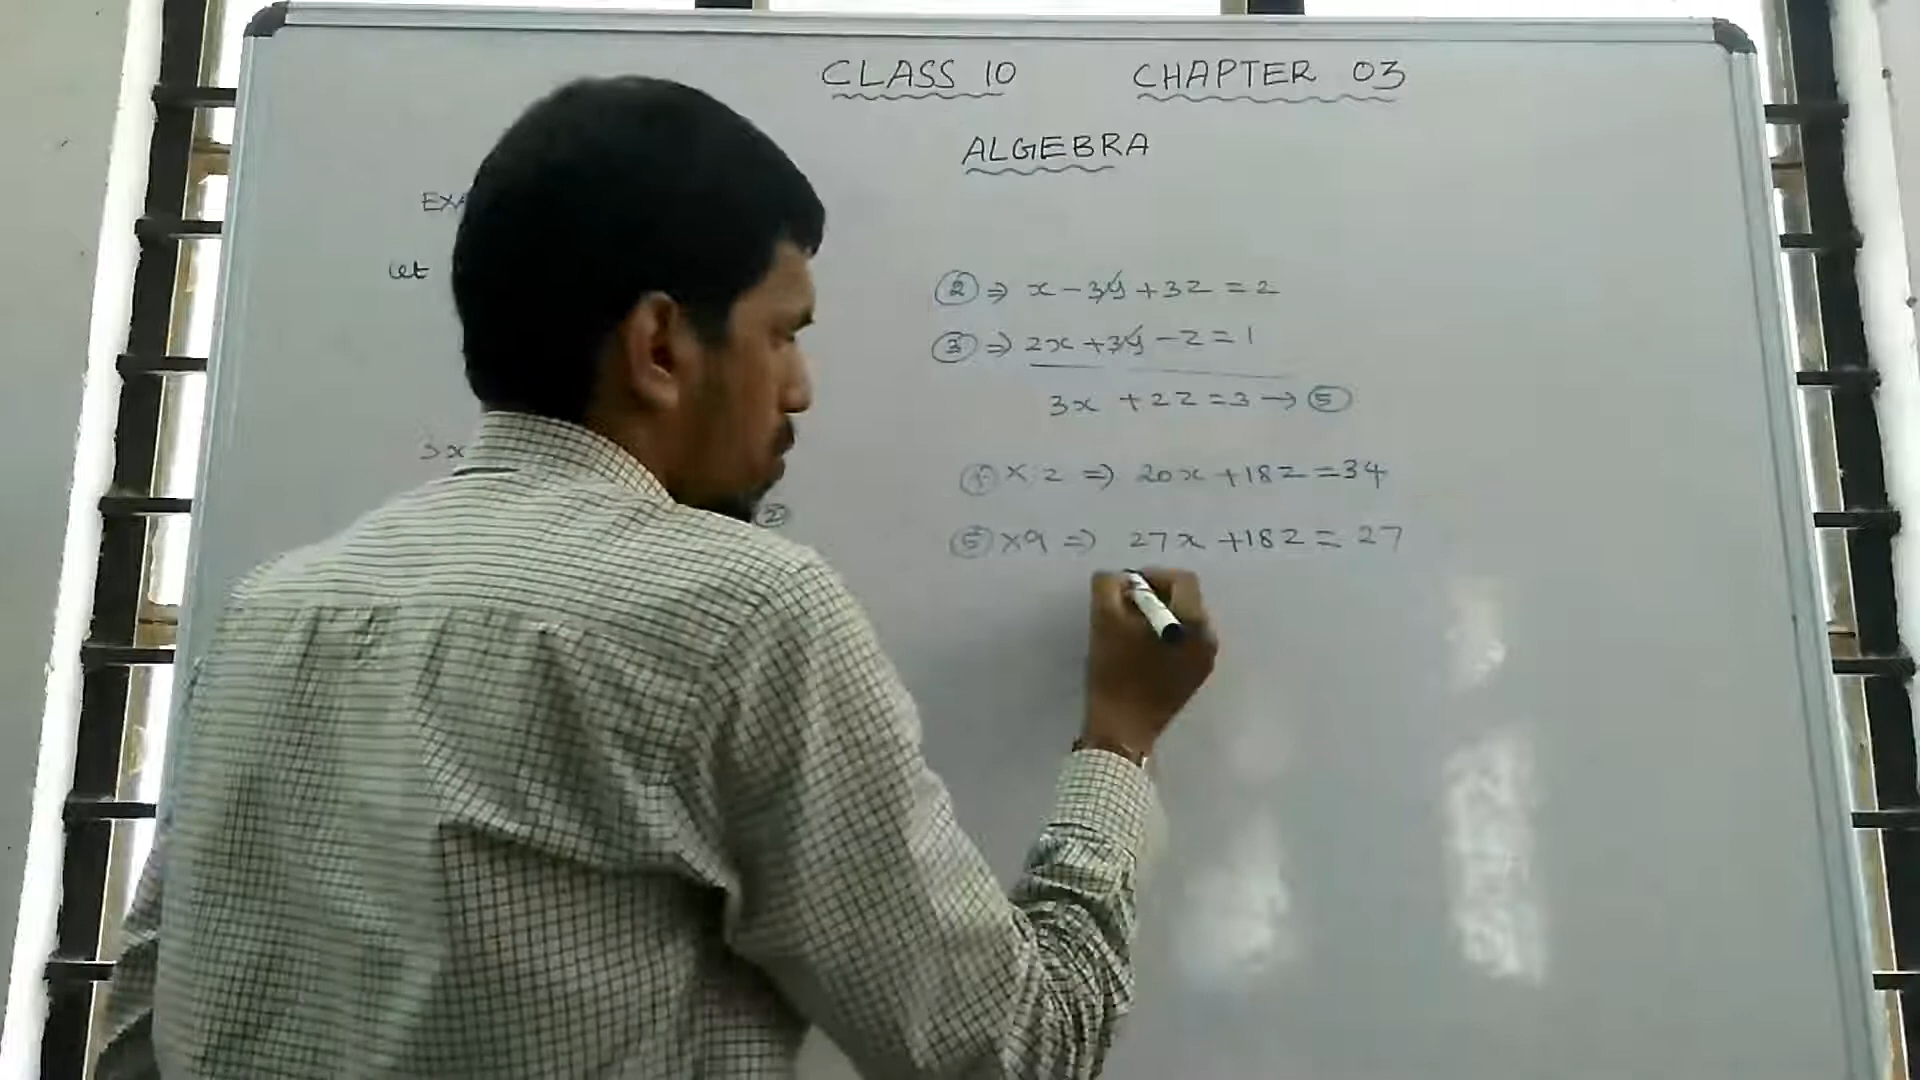 CLASS 10 CHAPTER 03
ALGEBRA
let
3x
②
② ⇒ x - 3y + 3z = 2
③ ⇒ 2x + 3y - z = 1
3x + 2z = 3 → ⑤
④ × 2 ⇒ 20x + 18z = 34
⑤ × 9 ⇒ 27x + 18z = 27